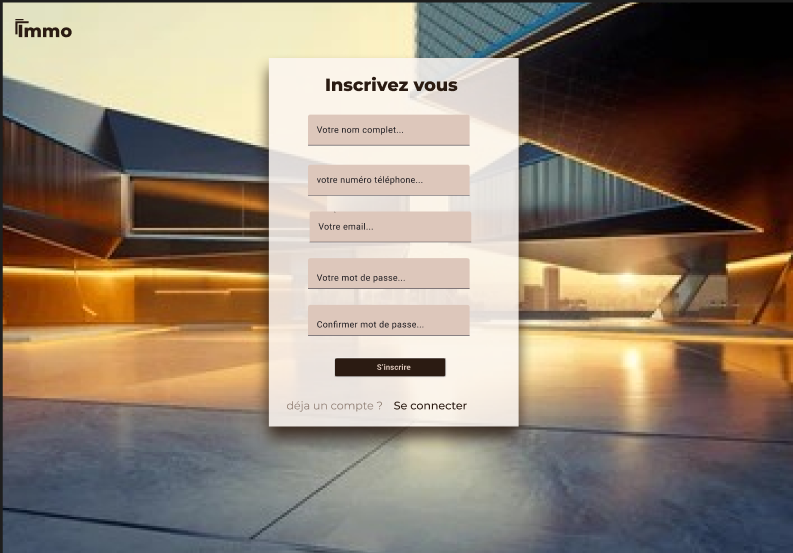 Immo
Inscrivez vous
Votre nom complet...
votre numéro téléphone...
Votre email...
Votre mot de passe...
Confirmer mot de passe...
S'inscrire
déja un compte ? Se connecter